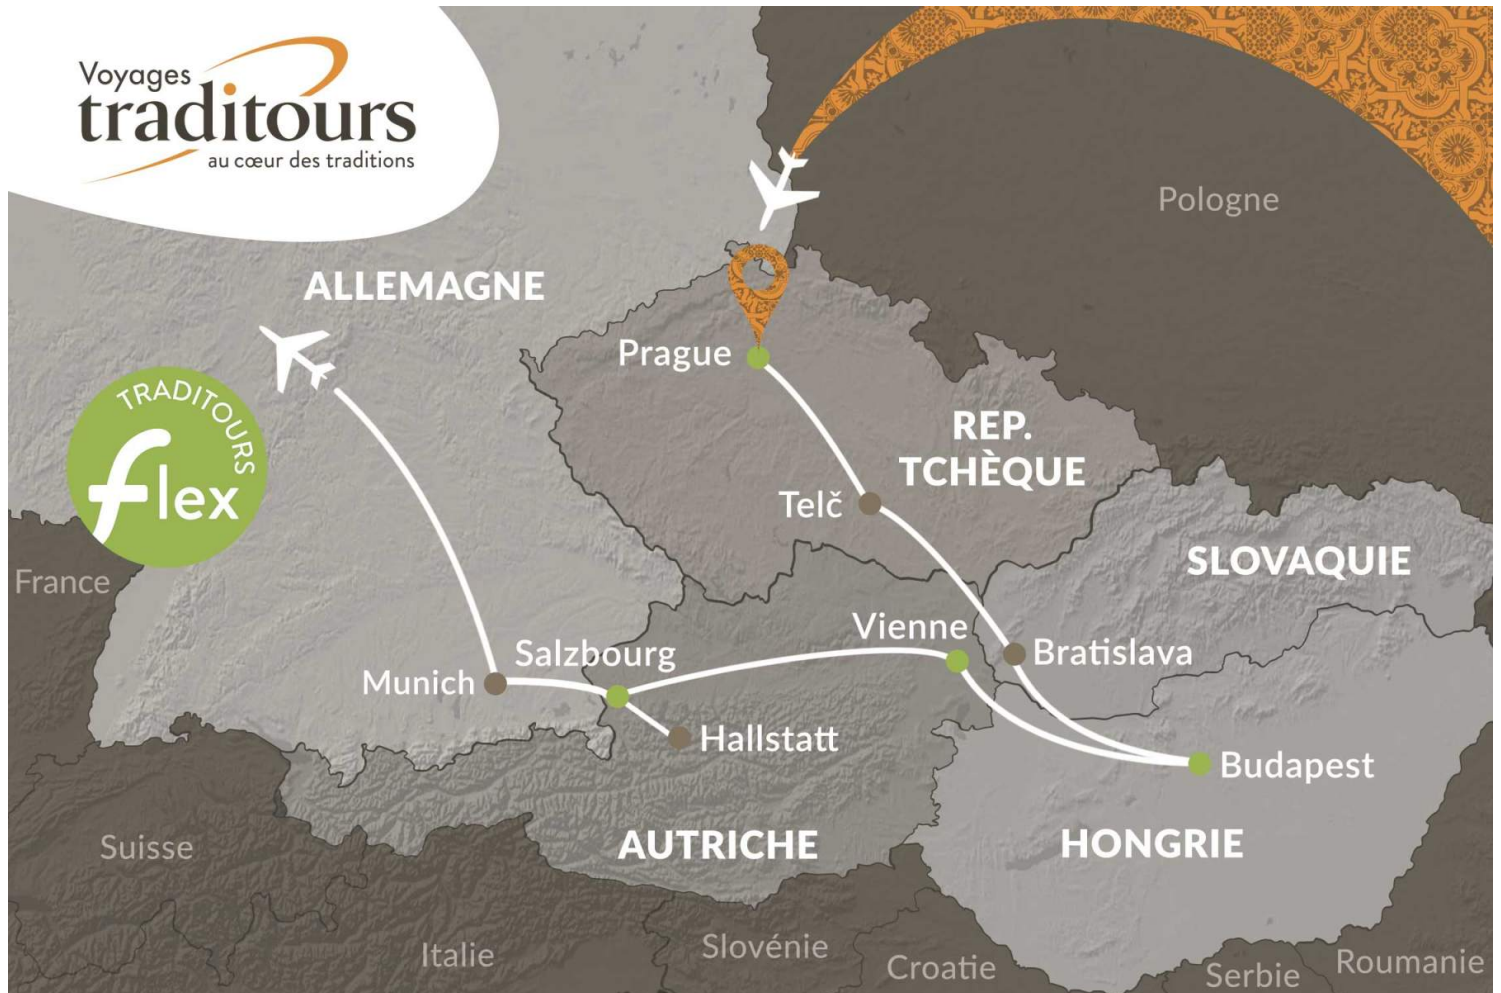 Voyages
traditours
au cœur des traditions
Pologne
ALLEMAGNE
Prague
TRADITOURS
flex
REP.
TCHÈQUE
Telč
France
SLOVAQUIE
Vienne
Salzbourg
Bratislava
Munich
Hallstatt
Budapest
Suisse
AUTRICHE
HONGRIE
Italie
Slovénie
Croatie
Serbie
Roumanie